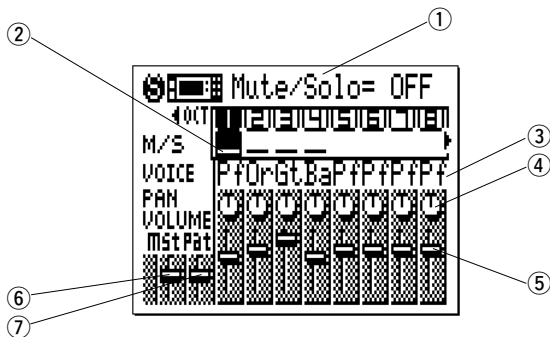 ①
②
Mute/Solo= OFF
OCT 1 2 3 4 5 6 7 8
M/S
VOICE PfOrGtBaPfPfPfPf
③
PAN
④
VOLUME
Mst Pat
⑤
⑥
⑦